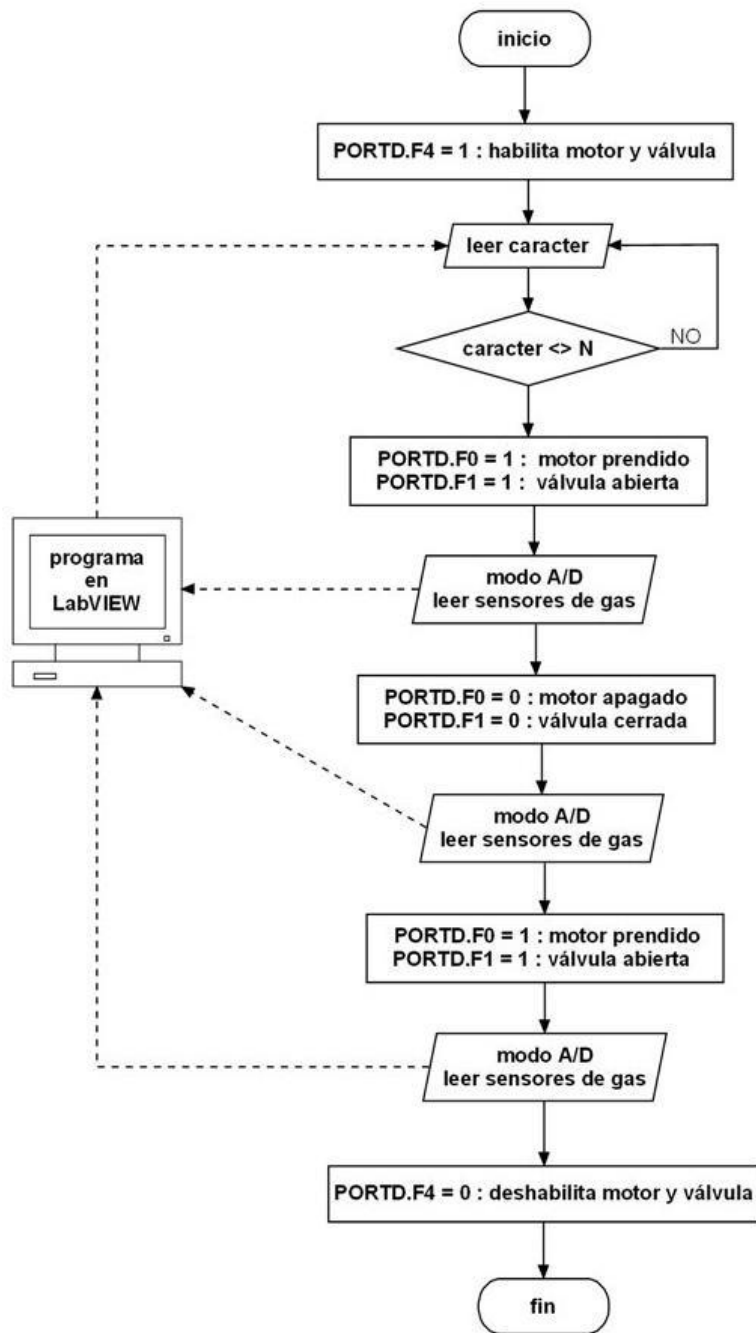 inicio
PORTD.F4 = 1 : habilita motor y válvula
leer caracter
caracter <> N
NO
PORTD.F0 = 1 : motor prendido
PORTD.F1 = 1 : válvula abierta
programa
en
LabVIEW
modo A/D
leer sensores de gas
PORTD.F0 = 0 : motor apagado
PORTD.F1 = 0 : válvula cerrada
modo A/D
leer sensores de gas
PORTD.F0 = 1 : motor prendido
PORTD.F1 = 1 : válvula abierta
modo A/D
leer sensores de gas
PORTD.F4 = 0 : deshabilita motor y válvula
fin